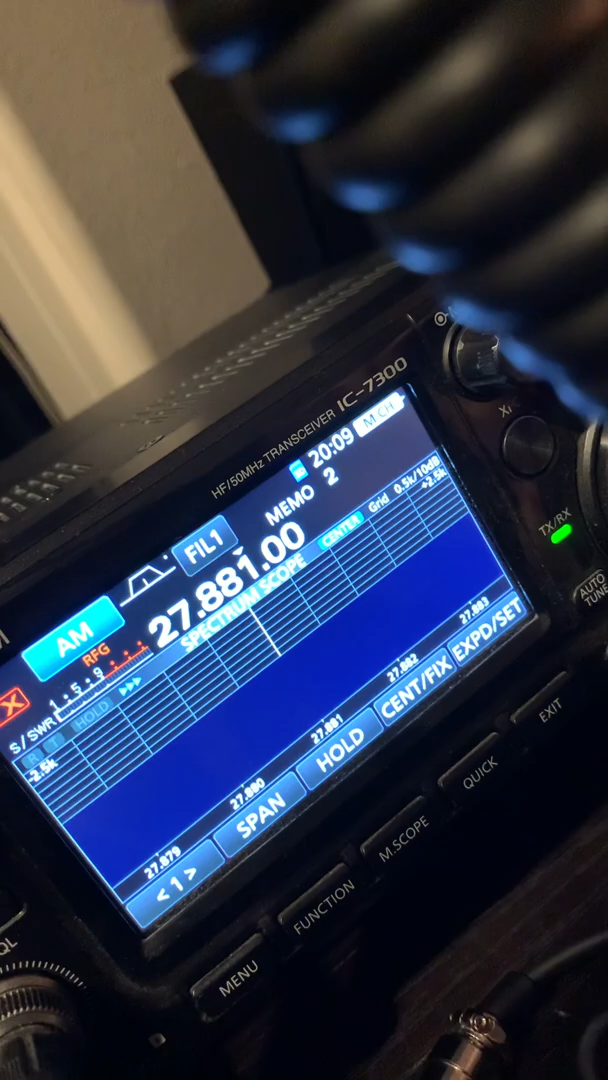 HF/50MHz TRANSCEIVER IC-7300
20:09 M-CH
AM FIL1 MEMO 2
RFG
27.881.00
S/SWR 1 · 5 · 9
SPECTRUM SCOPE CENTER Grid 0.5k/10dB
HOLD
-2.5k +2.5k
27.879 27.880 27.881 27.882 27.883
< 1 > SPAN HOLD CENT/FIX EXPD/SET
MENU FUNCTION M.SCOPE QUICK EXIT
TX/RX
AUTO
TUNE